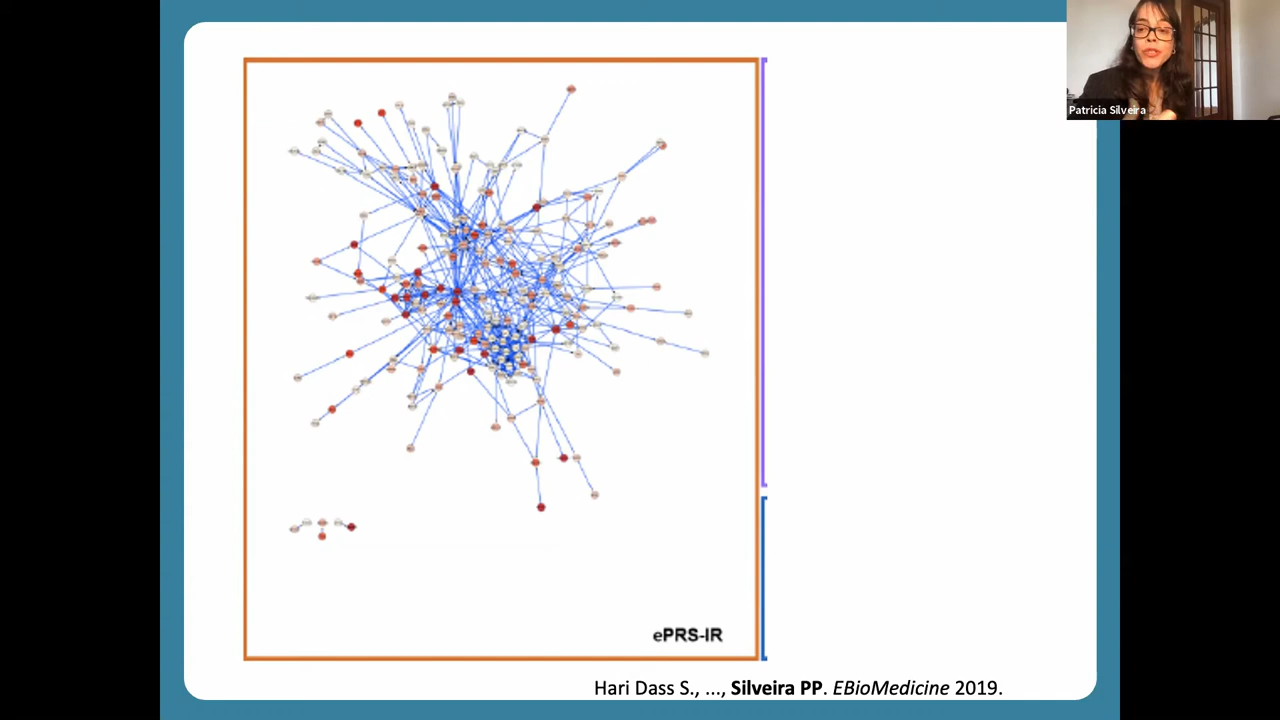 Patricia Silveira
ePRS-IR
Hari Dass S., ..., Silveira PP. EBioMedicine 2019.